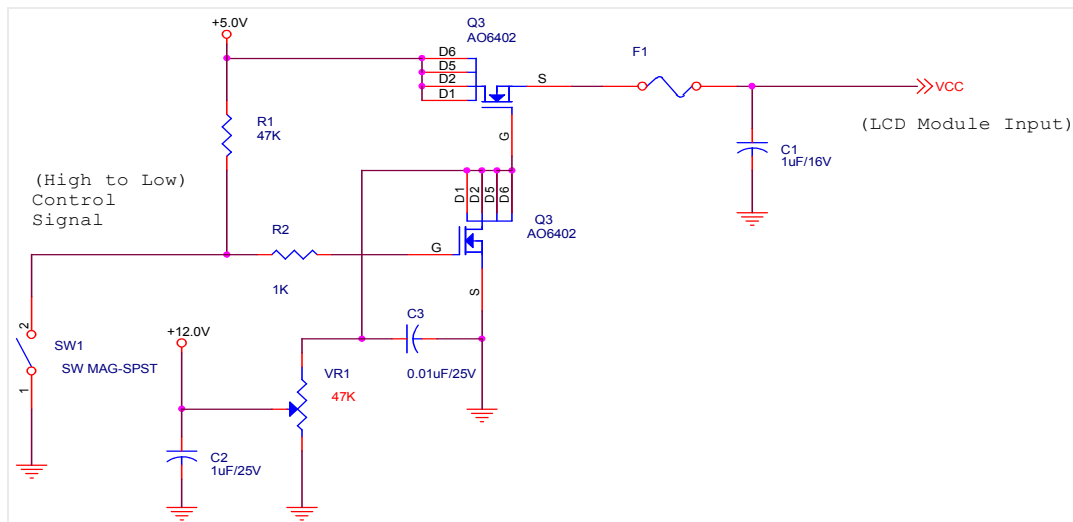 Q3
AO6402
+5.0V
D6
D5
D2
D1
S
F1
VCC
(LCD Module Input)
R1
47K
G
C1
1uF/16V
(High to Low)
Control
Signal
D1
D2
D5
D6
Q3
AO6402
R2
1K
G
S
+12.0V
C3
0.01uF/25V
2
SW1
SW MAG-SPST
1
VR1
47K
C2
1uF/25V